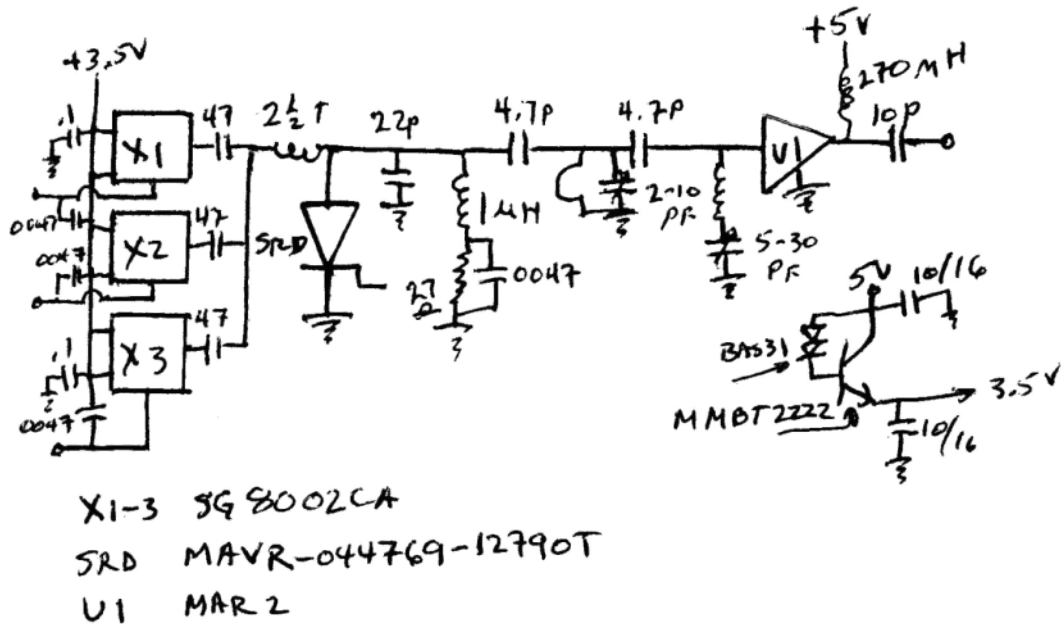 +3.5V
.1
X1
47
2½T
22p
4.7p
4.7p
+5V
270MH
10p
U1
0047
X2
47
0047
SRD
1μH
27
0047
2-10
PF
5-30
PF
X3
47
.1
0047
5V
10/16
BAS31
MMBT2222
3.5V
10/16
X1-3 SG8002CA
SRD MAVR-044769-12790T
U1 MAR2